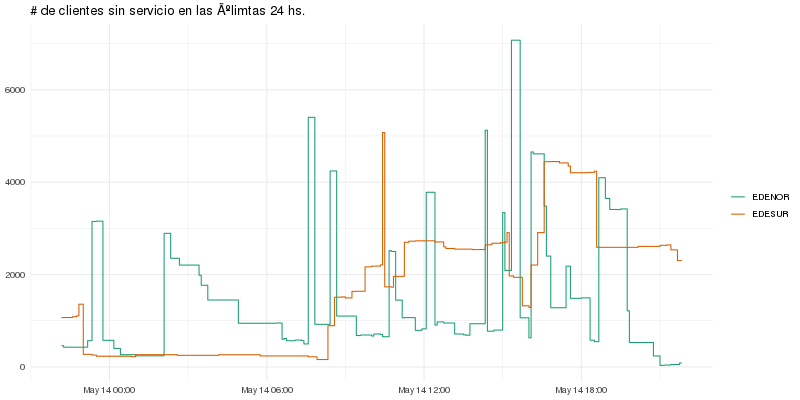 # de clientes sin servicio en las Ãºlimtas 24 hs.
6000
4000
2000
0
May 14 00:00
May 14 06:00
May 14 12:00
May 14 18:00
EDENOR
EDESUR